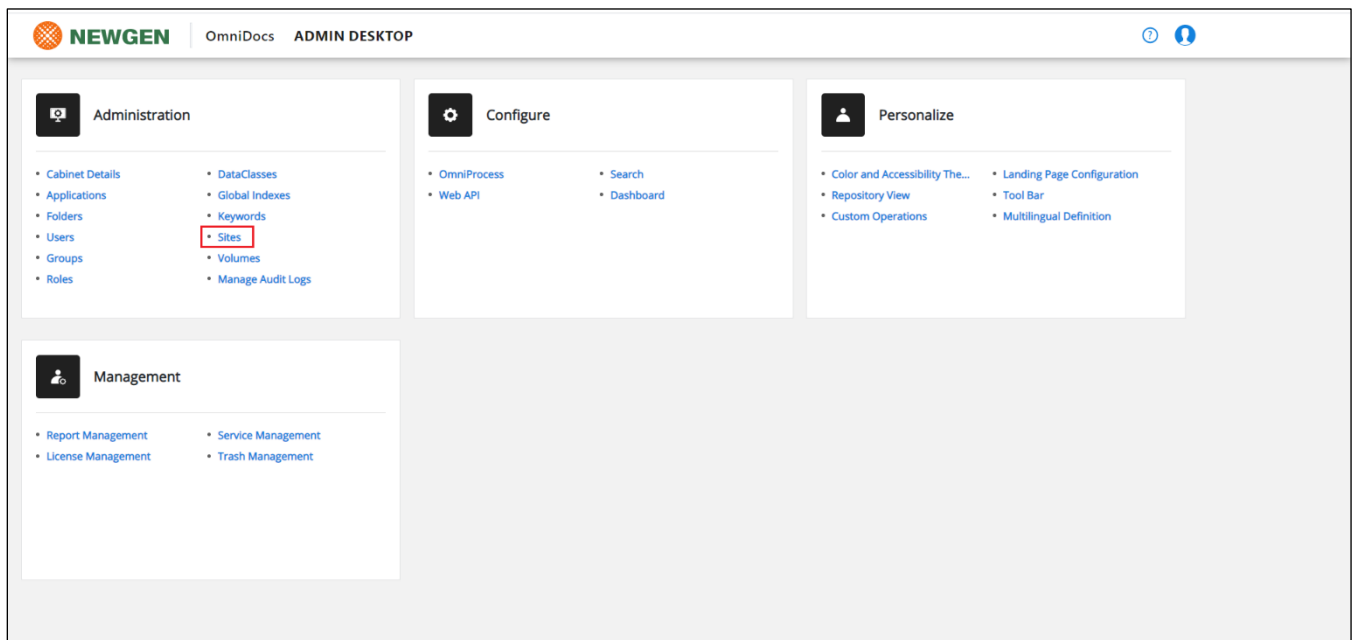 NEWGEN OmniDocs ADMIN DESKTOP ?
Administration
• Cabinet Details
• Applications
• Folders
• Users
• Groups
• Roles
• DataClasses
• Global Indexes
• Keywords
• Sites
• Volumes
• Manage Audit Logs
Configure
• OmniProcess
• Web API
• Search
• Dashboard
Personalize
• Color and Accessibility The...
• Repository View
• Custom Operations
• Landing Page Configuration
• Tool Bar
• Multilingual Definition
Management
• Report Management
• License Management
• Service Management
• Trash Management